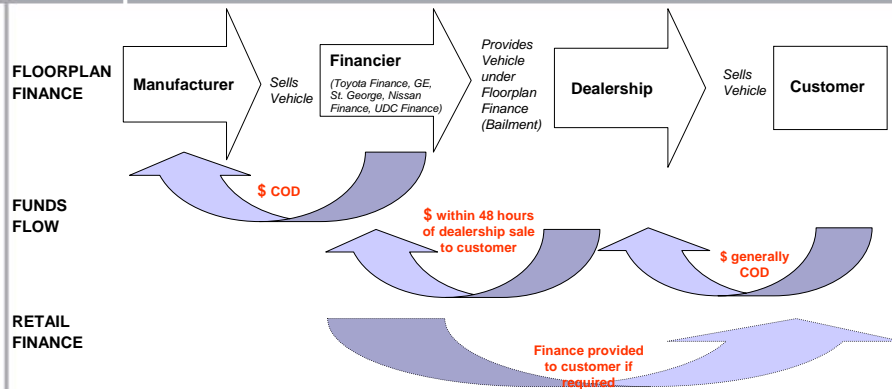 FLOORPLAN
FINANCE
Manufacturer
Sells
Vehicle
Financier
(Toyota Finance, GE,
St. George, Nissan
Finance, UDC Finance)
Provides
Vehicle
under
Floorplan
Finance
(Bailment)
Dealership
Sells
Vehicle
Customer
FUNDS
FLOW
$ COD
$ within 48 hours
of dealership sale
to customer
$ generally
COD
RETAIL
FINANCE
Finance provided
to customer if
required